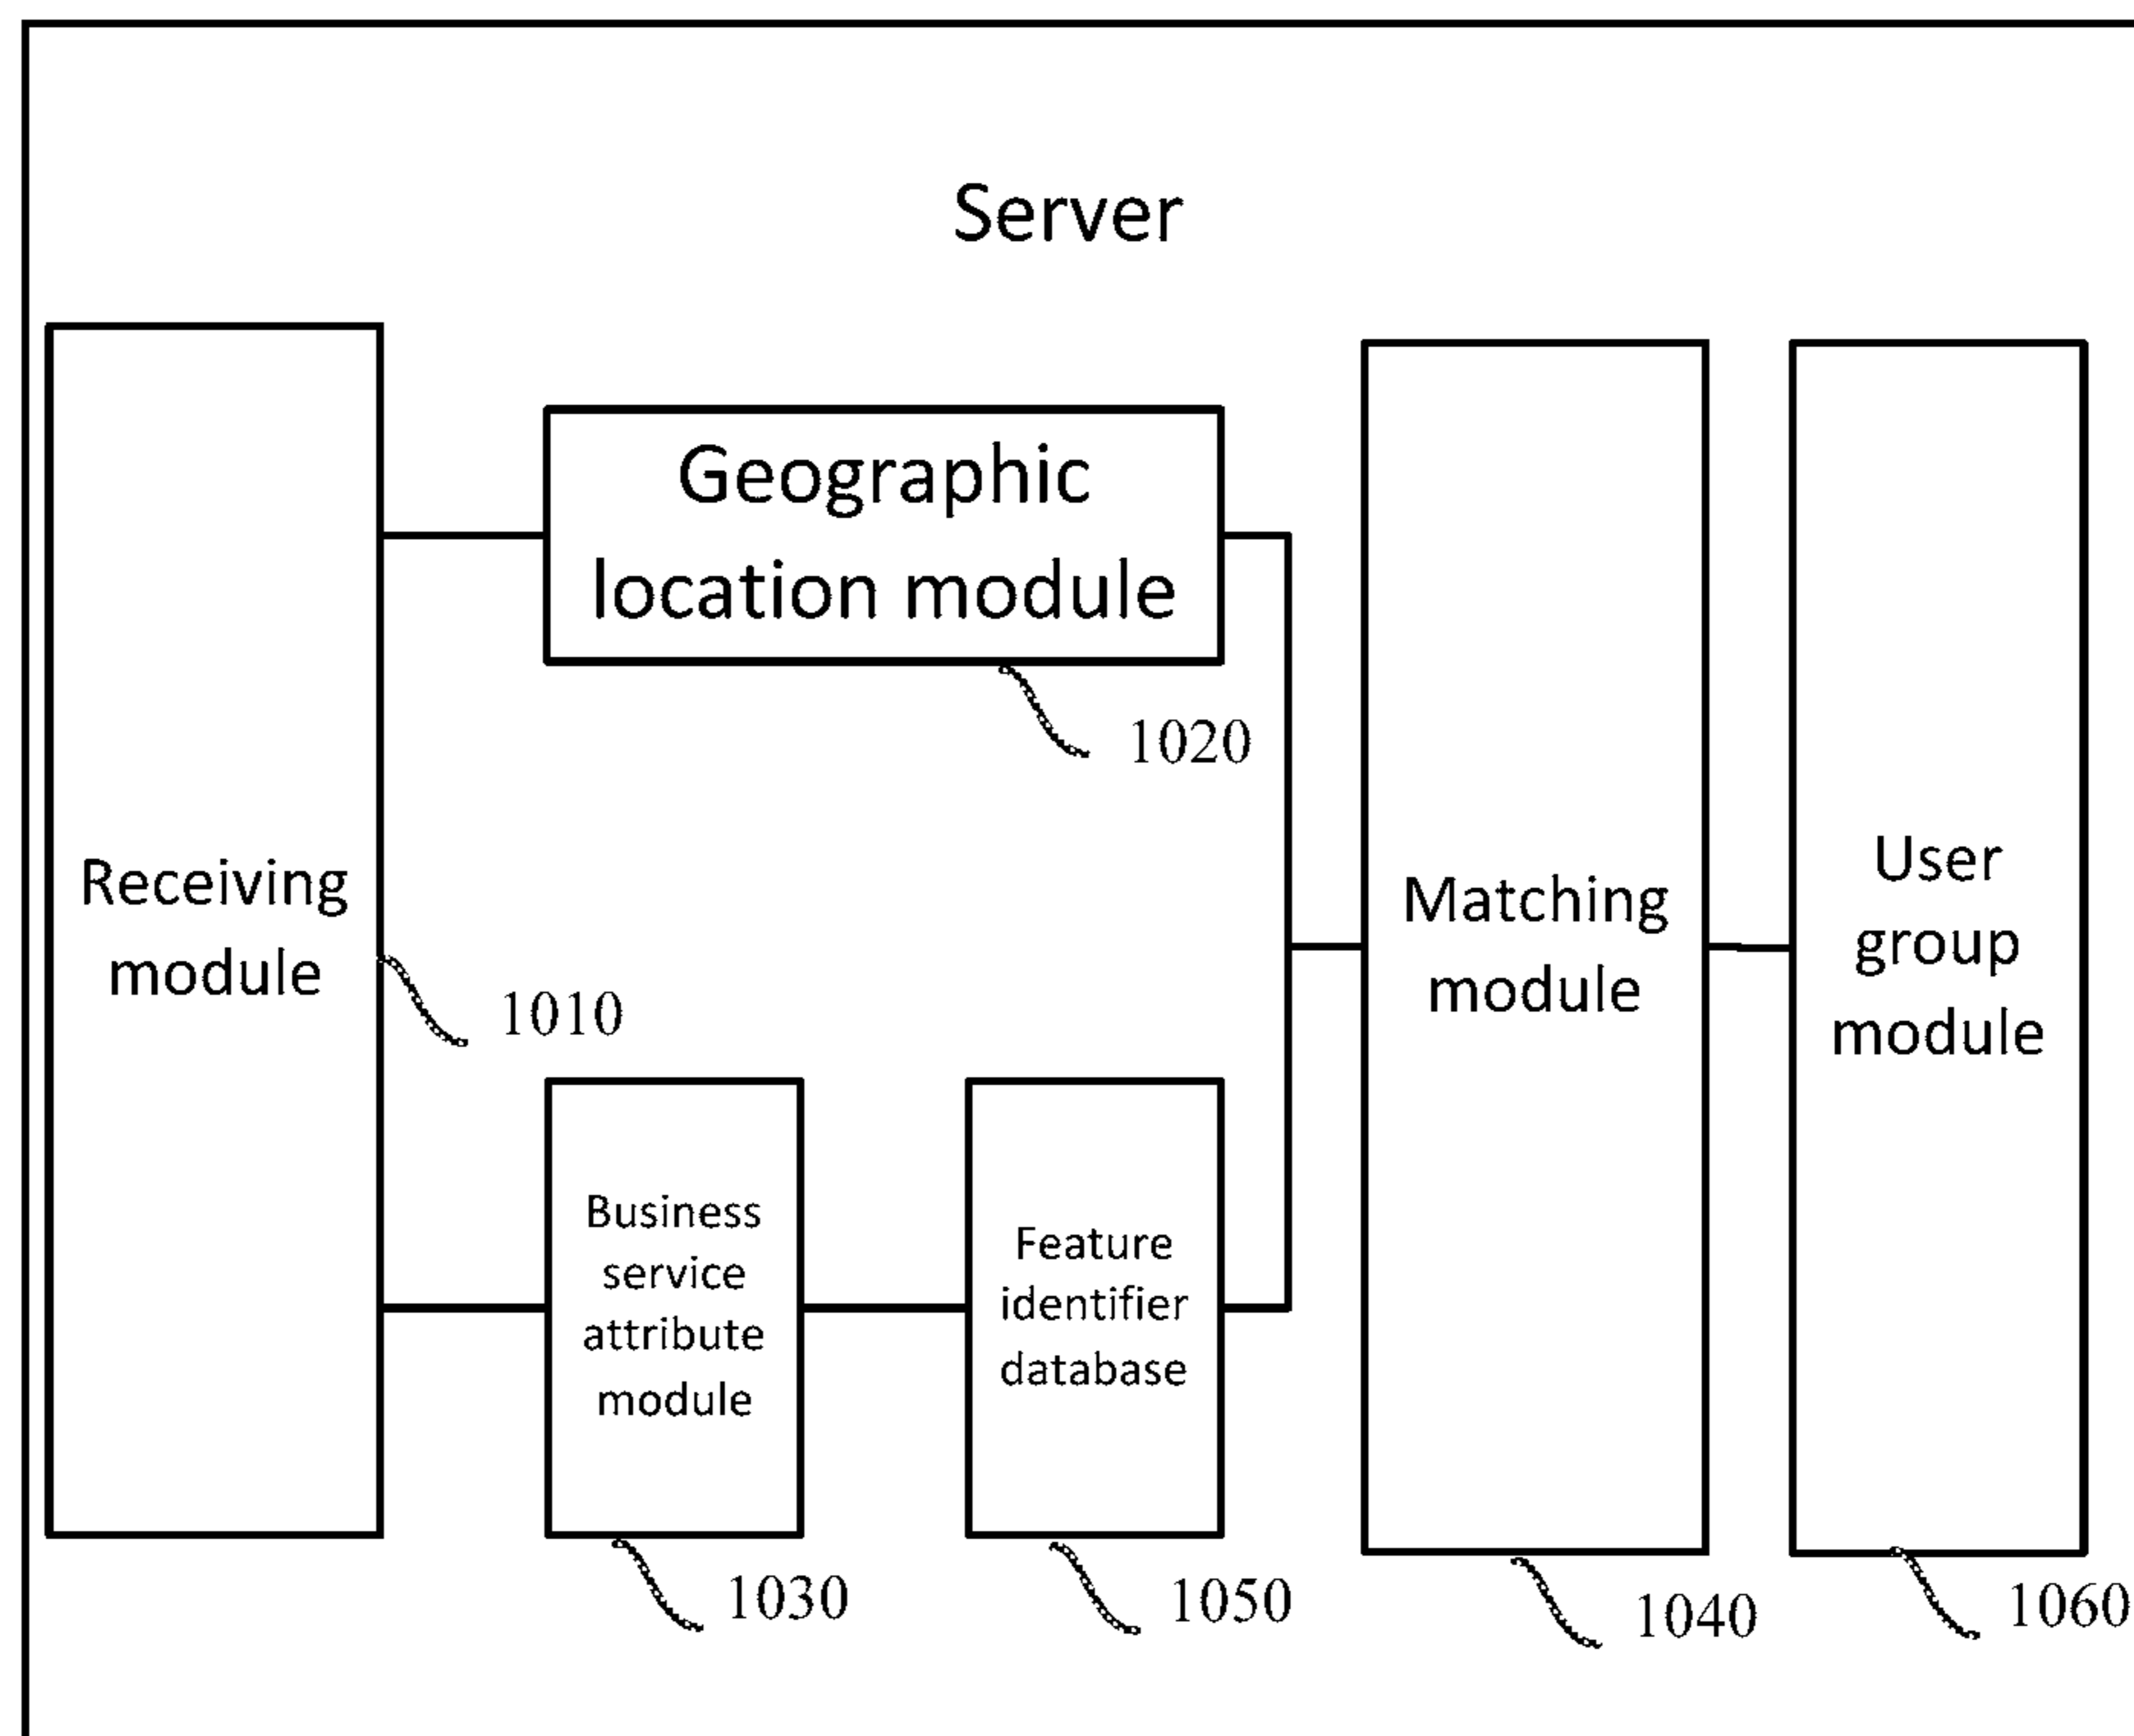 Server
Geographic
location module
1020
Receiving
module
1010
Matching
module
User
group
module
Business
service
attribute
module
Feature
identifier
database
1030
1050
1040
1060